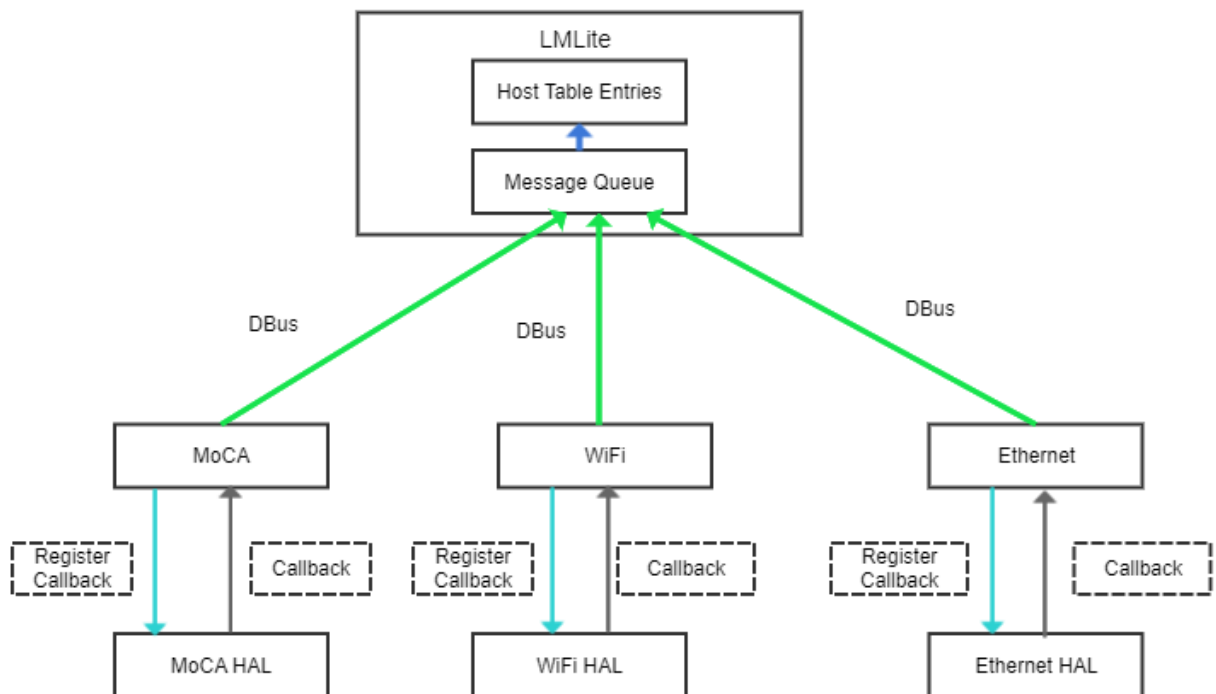 LMLite
Host Table Entries
Message Queue
DBus
DBus
DBus
MoCA
WiFi
Ethernet
Register
Callback
Callback
Register
Callback
Callback
Register
Callback
Callback
MoCA HAL
WiFi HAL
Ethernet HAL